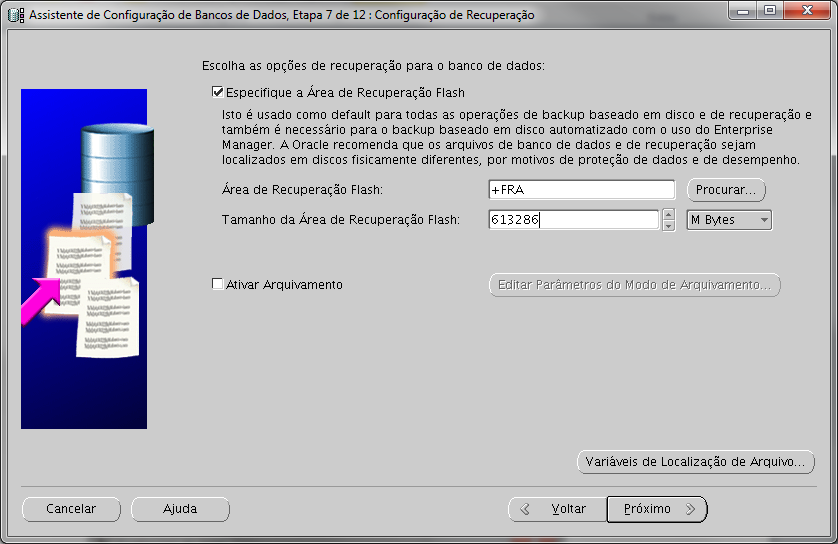 Assistente de Configuração de Bancos de Dados, Etapa 7 de 12 : Configuração de Recuperação
Escolha as opções de recuperação para o banco de dados:
Especifique a Área de Recuperação Flash
Isto é usado como default para todas as operações de backup baseado em disco e de recuperação e
também é necessário para o backup baseado em disco automatizado com o uso do Enterprise
Manager. A Oracle recomenda que os arquivos de banco de dados e de recuperação sejam
localizados em discos fisicamente diferentes, por motivos de proteção de dados e de desempenho.
Área de Recuperação Flash: +FRA Procurar...
Tamanho da Área de Recuperação Flash: 613286 M Bytes
Ativar Arquivamento Editar Parâmetros do Modo de Arquivamento...
Variáveis de Localização de Arquivo...
Cancelar Ajuda Voltar Próximo